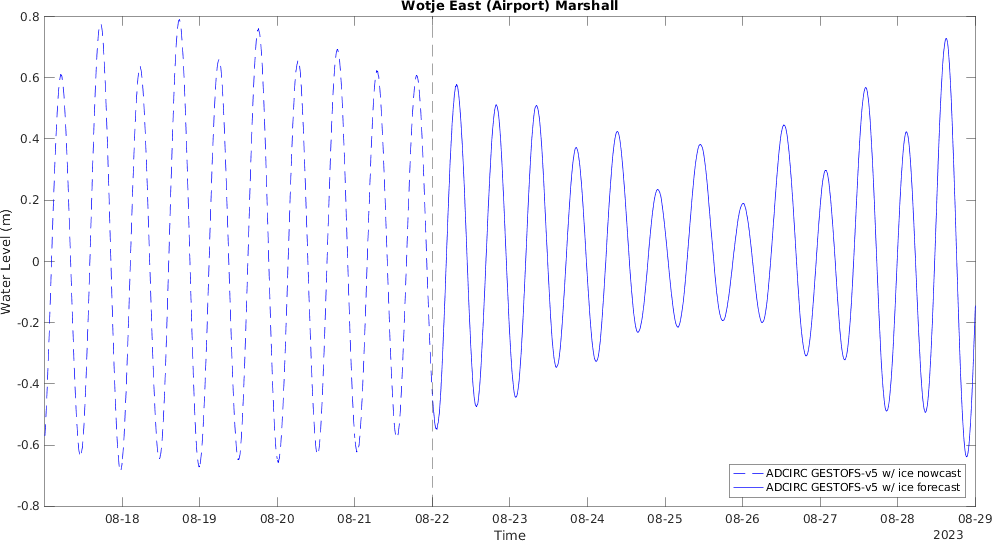 Wotje East (Airport) Marshall
0.8
0.6
0.4
0.2
0
-0.2
-0.4
-0.6
-0.8
Water Level (m)
08-18 08-19 08-20 08-21 08-22 08-23 08-24 08-25 08-26 08-27 08-28 08-29
Time
2023
ADCIRC GESTOFS-v5 w/ ice nowcast
ADCIRC GESTOFS-v5 w/ ice forecast